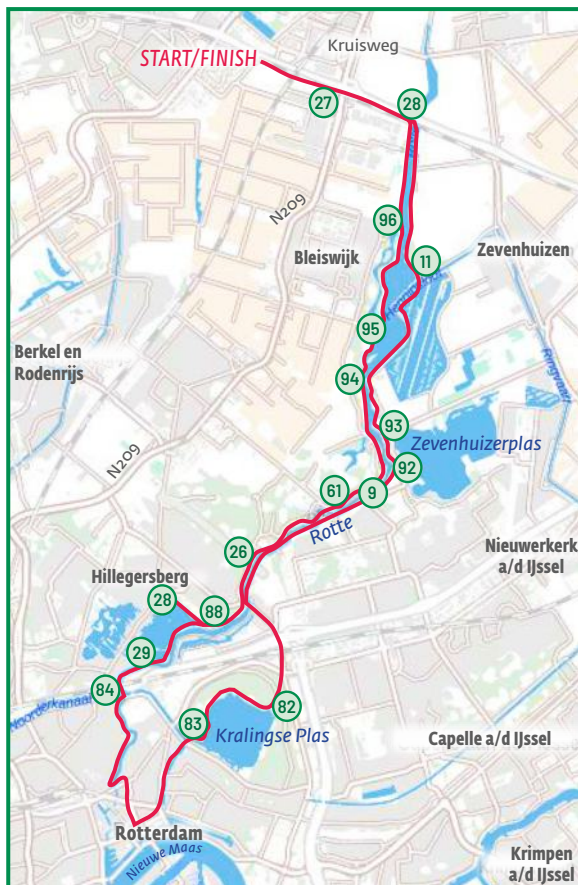 Kruisweg
START/FINISH
27
28
N209
96
Bleiswijk
Zevenhuizen
11
Hennipsloot
95
Berkel en
Rodenrijs
Ringvaart
94
93
Zevenhuizerplas
N209
92
61
9
Rotte
26
Nieuwerkerk
a/d IJssel
Hillegersberg
28
88
29
84
Noorderkanaal
82
83
Kralingse Plas
Capelle a/d IJssel
Rotterdam
Nieuwe Maas
Krimpen
a/d IJssel